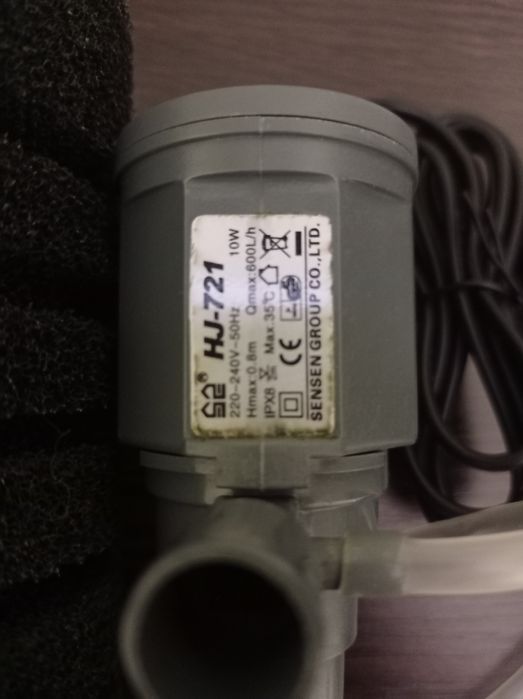 HJ-721
220-240V~50Hz 10W
Hmax:0.8m Qmax:600L/h
IPX8 Max.35℃
CE
SENSEN GROUP CO.,LTD.